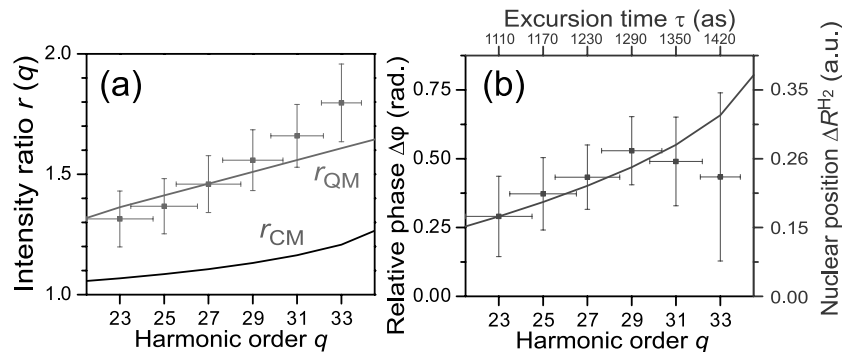 (a)
Intensity ratio r (q)
2.0
1.5
1.0
r QM
r CM
23 25 27 29 31 33
Harmonic order q
Excursion time τ (as)
1110 1170 1230 1290 1350 1420
(b)
Relative phase Δφ (rad.)
0.75
0.50
0.25
0.00
0.35
0.26
0.15
0.00
Nuclear position ΔR^H₂ (a.u.)
23 25 27 29 31 33
Harmonic order q